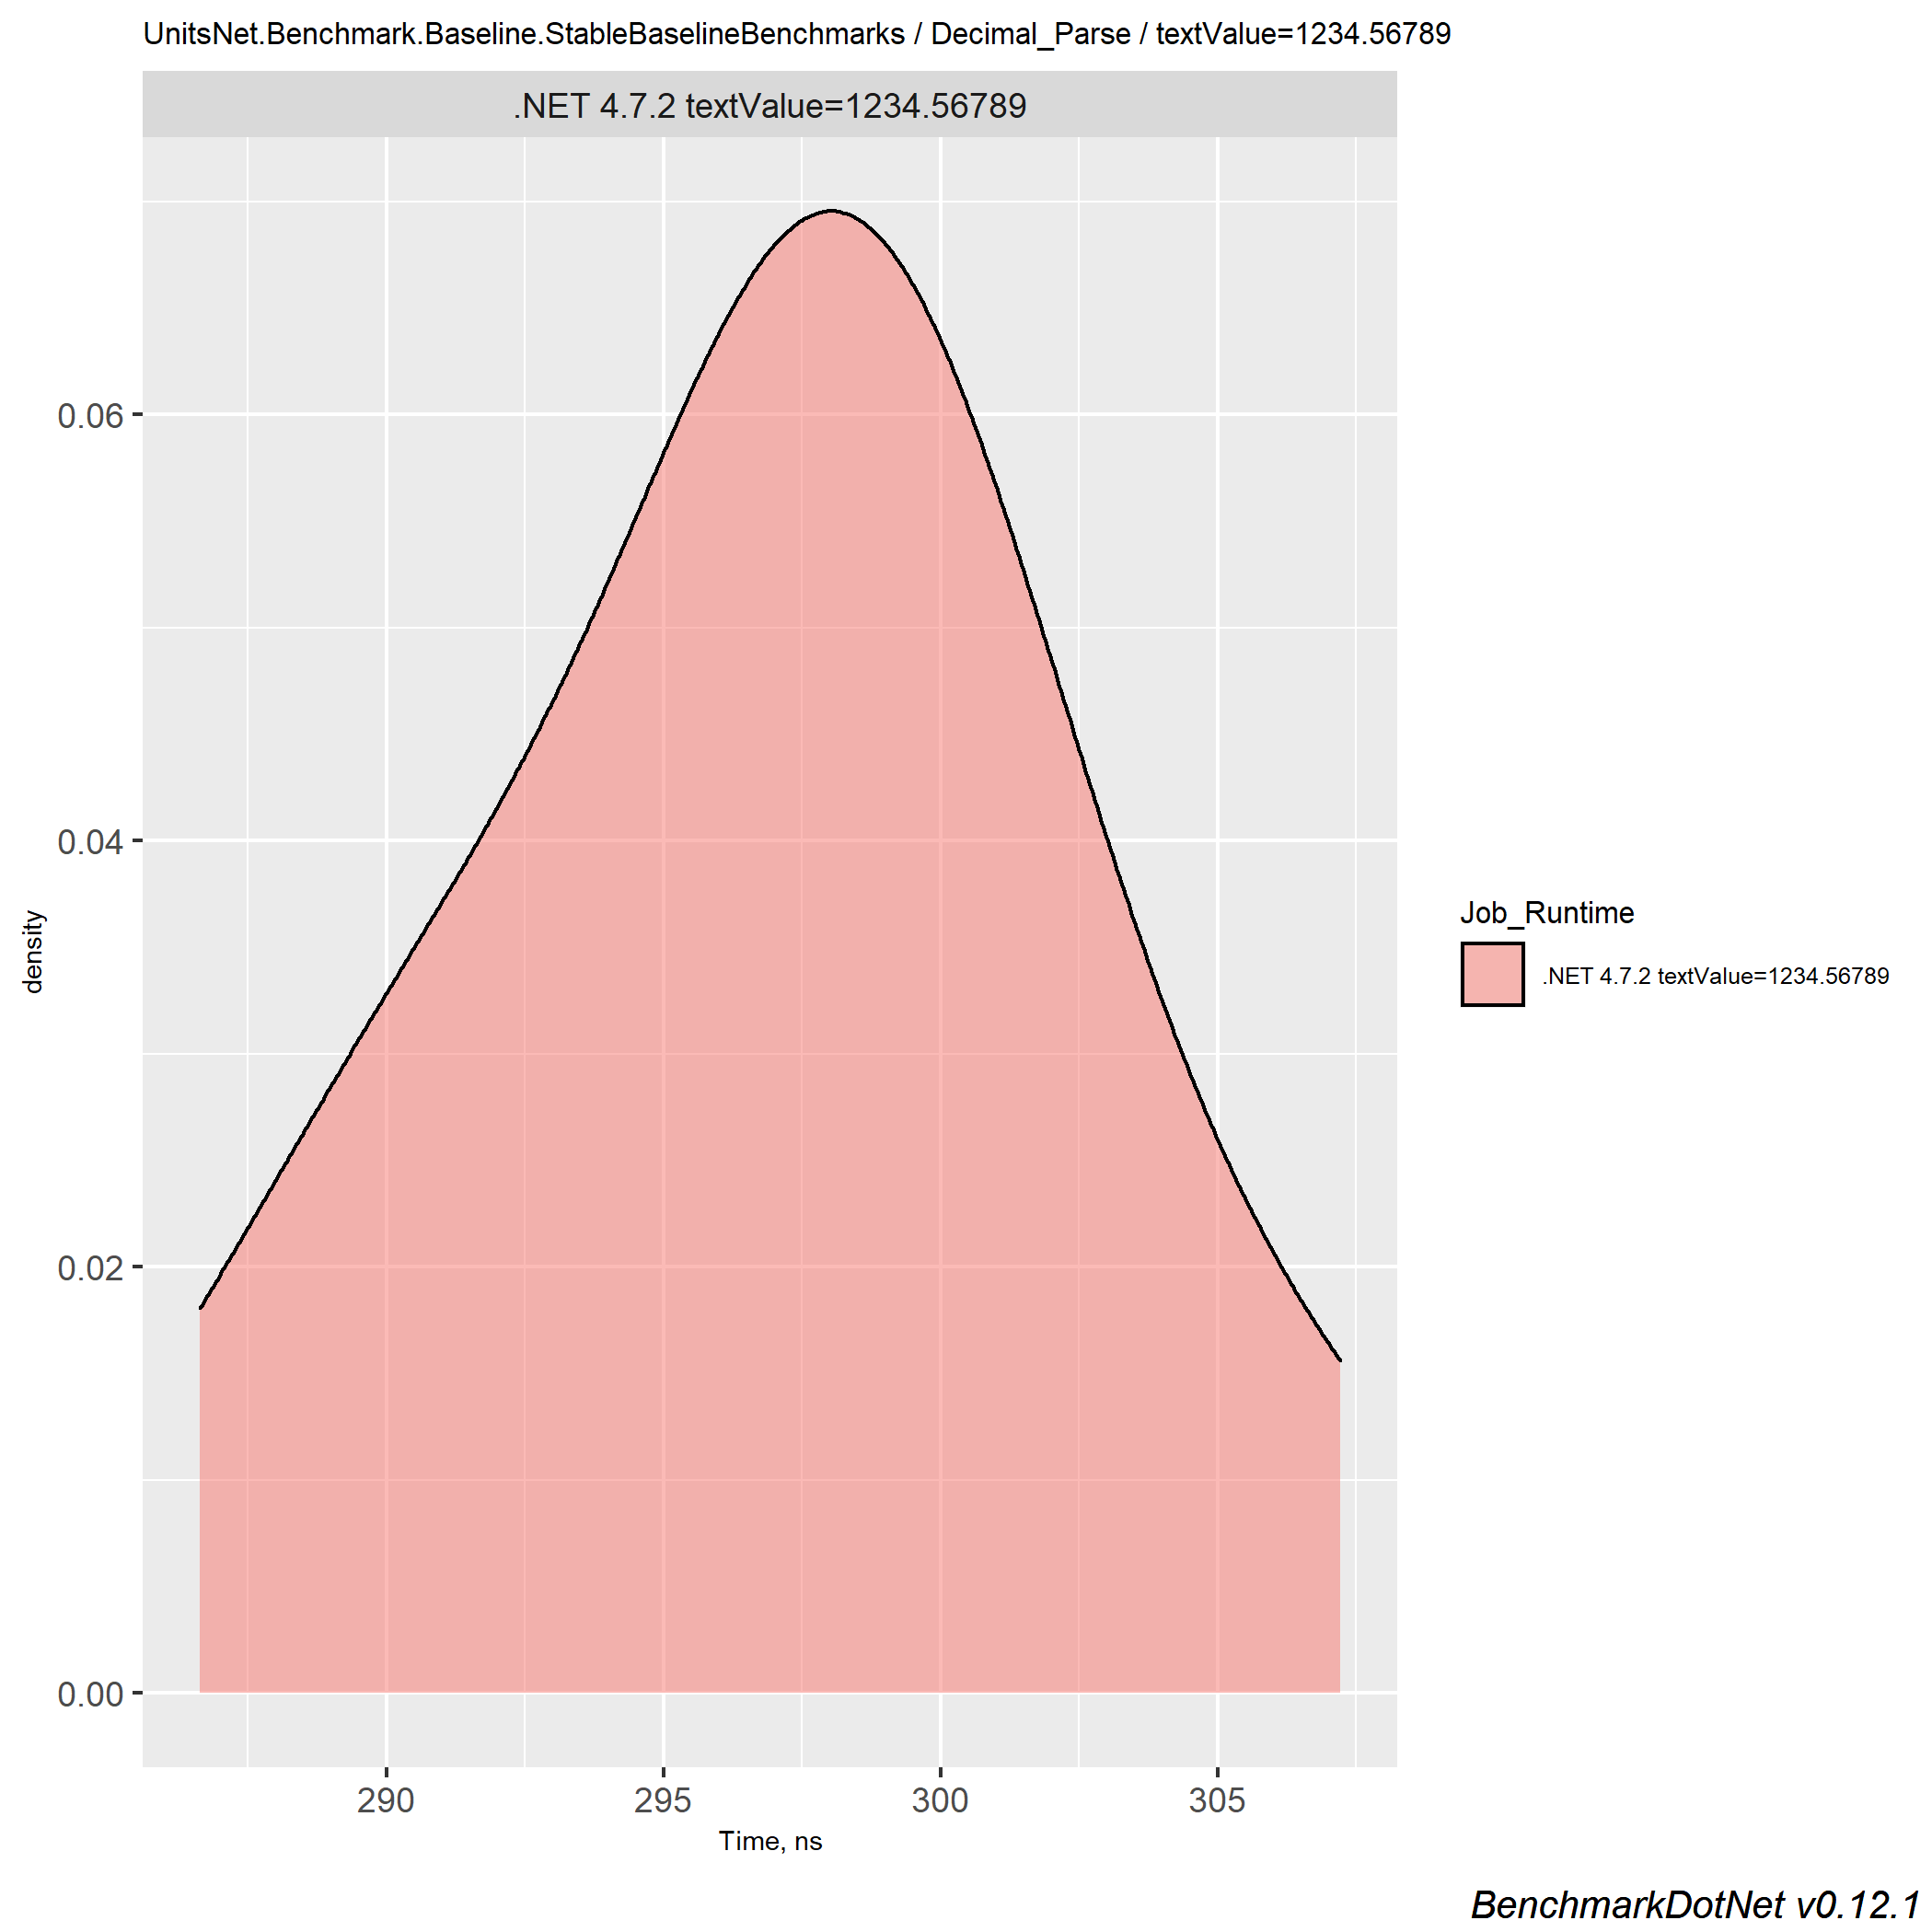 UnitsNet.Benchmark.Baseline.StableBaselineBenchmarks / Decimal_Parse / textValue=1234.56789
.NET 4.7.2 textValue=1234.56789
0.06
0.04
0.02
0.00
density
290 295 300 305
Time, ns
Job_Runtime
.NET 4.7.2 textValue=1234.56789
BenchmarkDotNet v0.12.1